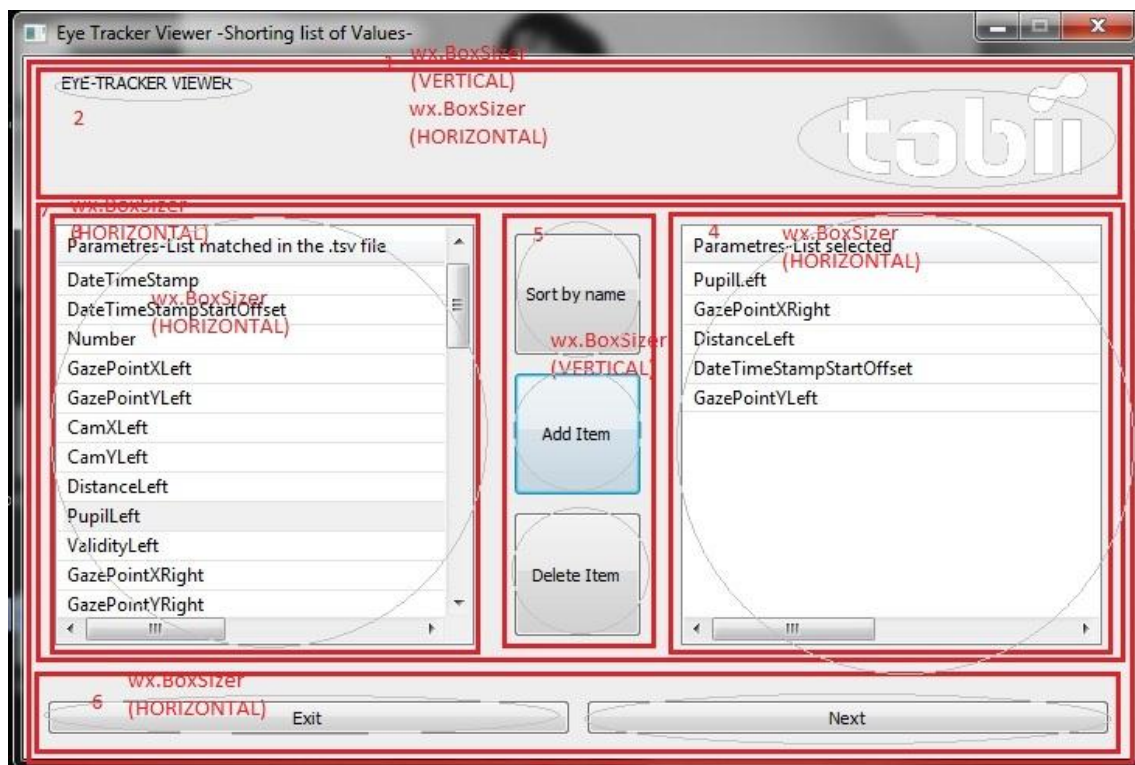 Eye Tracker Viewer -Shorting list of Values-
1 wx.BoxSizer
(VERTICAL)
EYE-TRACKER VIEWER
2
wx.BoxSizer
(HORIZONTAL)
tobii
7 wx.BoxSizer
(HORIZONTAL)
Parametres-List matched in the .tsv file
DateTimeStamp
wx.BoxSizer
(HORIZONTAL)
DateTimeStampStartOffset
Number
GazePointXLeft
GazePointYLeft
CamXLeft
CamYLeft
DistanceLeft
PupilLeft
ValidityLeft
GazePointXRight
GazePointYRight
5
Sort by name
wx.BoxSizer
(VERTICAL)
Add Item
Delete Item
4 wx.BoxSizer
(HORIZONTAL)
Parametres-List selected
PupilLeft
GazePointXRight
DistanceLeft
DateTimeStampStartOffset
GazePointYLeft
6 wx.BoxSizer
(HORIZONTAL)
Exit
Next